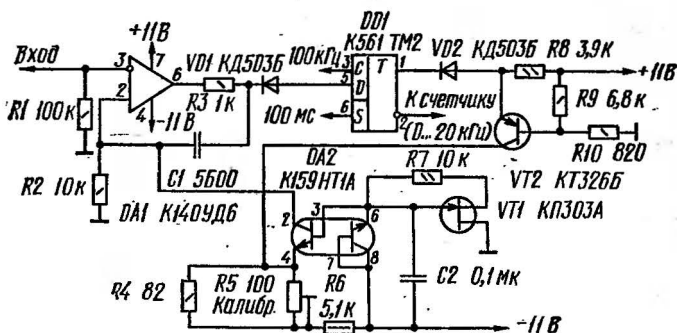 DD1
К561 ТМ2
+11В
VD1 КД503Б
100кГц
VD2 КД503Б
R8 3,9к
Вход
3
7
6
2
4
R3 1к
3
C
T
1
5
D
6
S
2
+11В
R1 100к
-11В
100 мс
К счетчику
(0...20 кГц)
R9 6,8к
R10 820
C1 5600
DA2
К159НТ1А
R7 10к
VT2 КТ326Б
VT1 КП303А
R2 10к
DA1 К140УД6
2
3
6
4
7
8
C2 0,1мк
R4 82
R5 100
Калибр.
R6
5,1к
-11В